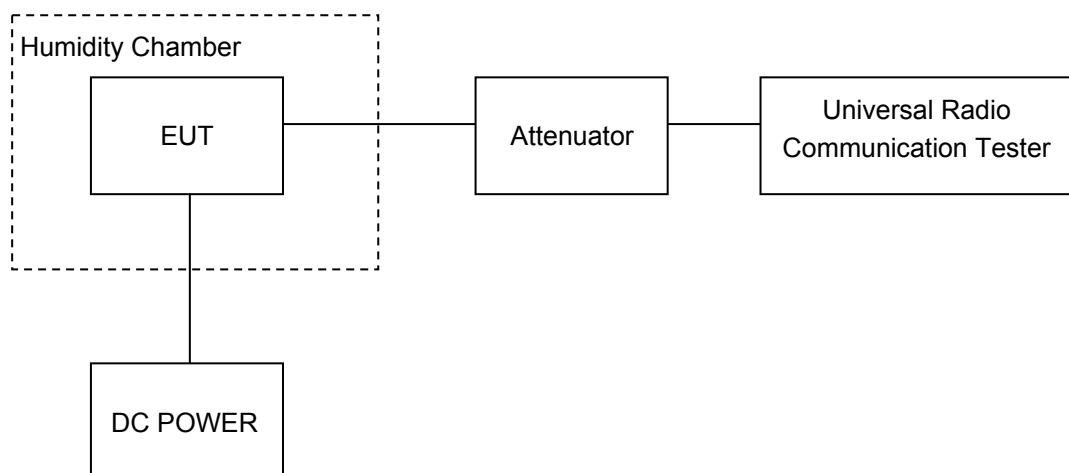 Humidity Chamber
EUT
Attenuator
Universal Radio
Communication Tester
DC POWER